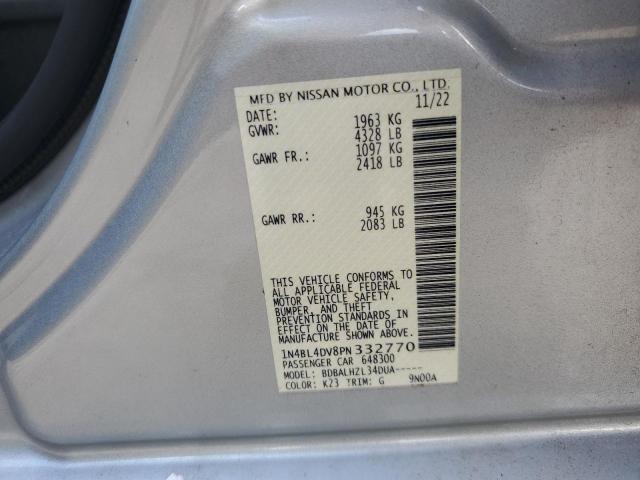 MFD BY NISSAN MOTOR CO., LTD.
DATE: 11/22
GVWR: 1963 KG
4328 LB
GAWR FR.: 1097 KG
2418 LB
GAWR RR.: 945 KG
2083 LB
THIS VEHICLE CONFORMS TO
ALL APPLICABLE FEDERAL
MOTOR VEHICLE SAFETY,
BUMPER, AND THEFT
PREVENTION STANDARDS IN
EFFECT ON THE DATE OF
MANUFACTURE SHOWN ABOVE.
1N4BL4DV8PN332770
PASSENGER CAR 648300
MODEL: BDBALHZL34DUA-----
COLOR: K23 TRIM: G 9N00A